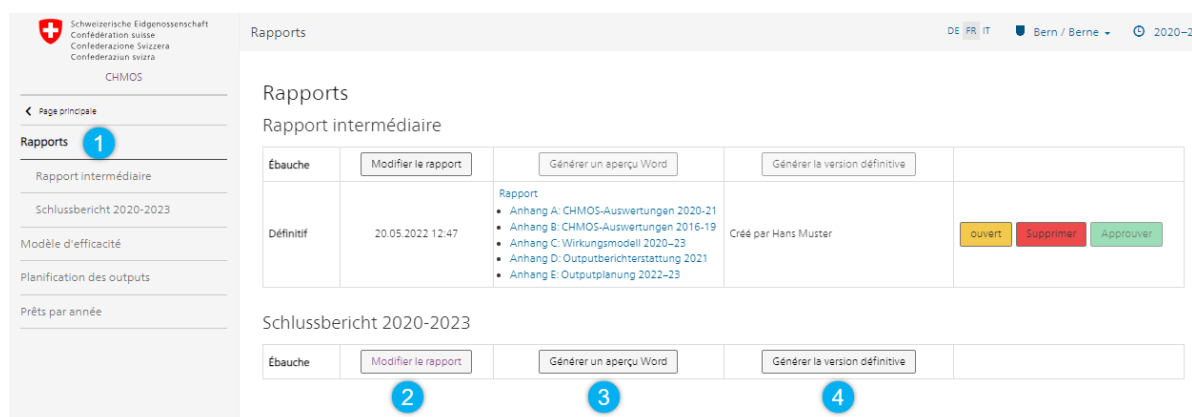 Schweizerische Eidgenossenschaft
Confédération suisse
Confederazione Svizzera
Confederaziun svizra
CHMOS
Page principale
Rapports 1
Rapport intermédiaire
Schlussbericht 2020-2023
Modèle d'efficacité
Planification des outputs
Prêts par année
Rapports DE FR IT Bern / Berne 2020–2
Rapports
Rapport intermédiaire
Ébauche Modifier le rapport Générer un aperçu Word Générer la version définitive
Rapport
Anhang A: CHMOS-Auswertungen 2020-21
Anhang B: CHMOS-Auswertungen 2016-19
Définitif 20.05.2022 12:47 Anhang C: Wirkungsmodell 2020–23 Créé par Hans Muster ouvert Supprimer Approuver
Anhang D: Outputberichterstattung 2021
Anhang E: Outputplanung 2022–23
Schlussbericht 2020-2023
Ébauche Modifier le rapport Générer un aperçu Word Générer la version définitive
2 3 4